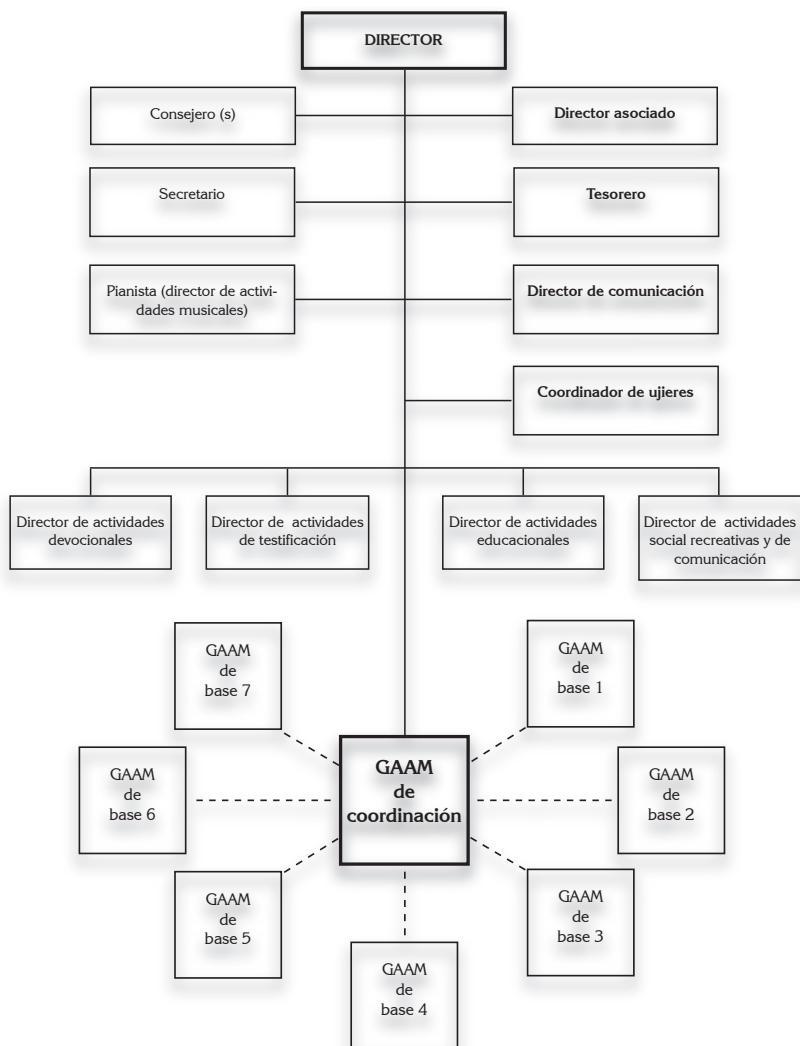 DIRECTOR
Consejero (s)
Director asociado
Secretario
Tesorero
Pianista (director de activi-
dades musicales)
Director de comunicación
Coordinador de ujieres
Director de actividades
devocionales
Director de actividades
de testificación
Director de actividades
educacionales
Director de actividades
social recreativas y de
comunicación
GAAM
de
base 7
GAAM
de
base 1
GAAM
de
coordinación
GAAM
de
base 6
GAAM
de
base 2
GAAM
de
base 5
GAAM
de
base 3
GAAM
de
base 4